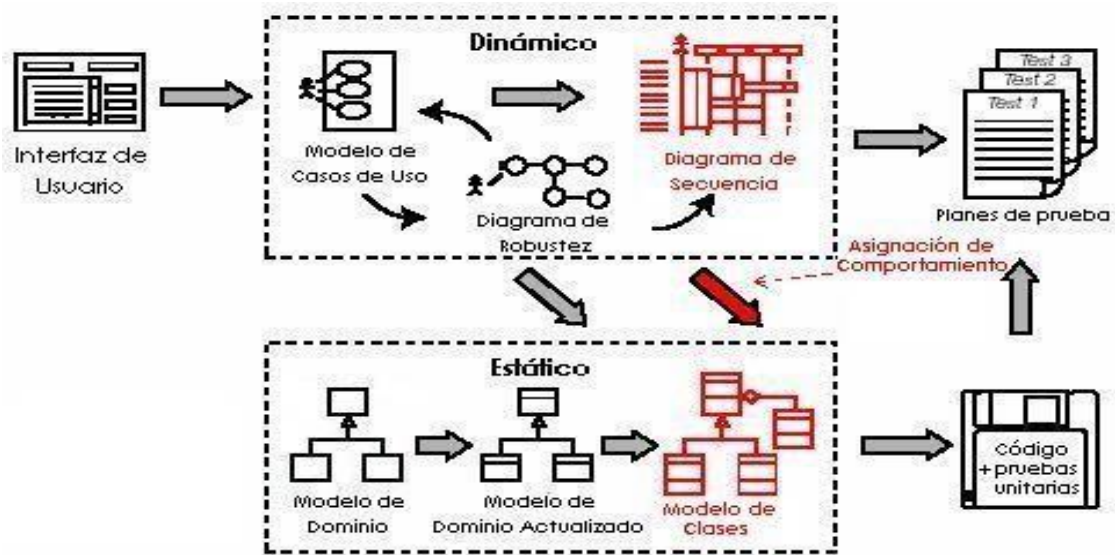 Dinámico
Interfaz de
Usuario
Modelo de
Casos de Uso
Diagrama de
Robustez
Diagrama de
Secuencia
Test 3
Test 2
Test 1
Planes de prueba
Asignación de
Comportamiento
Estático
Modelo de
Dominio
Modelo de
Dominio Actualizado
Modelo de
Clases
Código
+ pruebas
unitarias